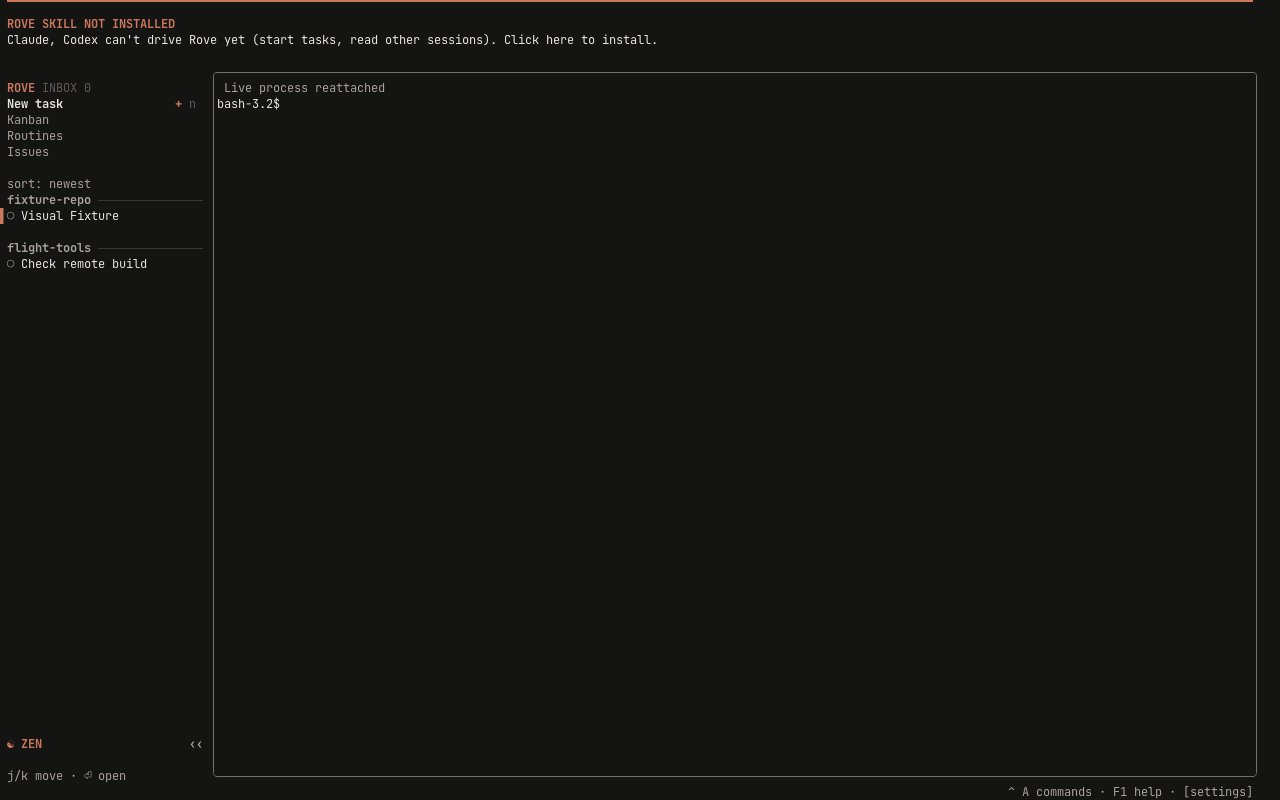 ROVE SKILL NOT INSTALLED
Claude, Codex can't drive Rove yet (start tasks, read other sessions). Click here to install.
ROVE INBOX 0
New task + n
Kanban
Routines
Issues
sort: newest
fixture-repo
○ Visual Fixture
flight-tools
○ Check remote build
☯ ZEN ‹‹
j/k move · ⏎ open
Live process reattached
bash-3.2$
^ A commands · F1 help · [settings]